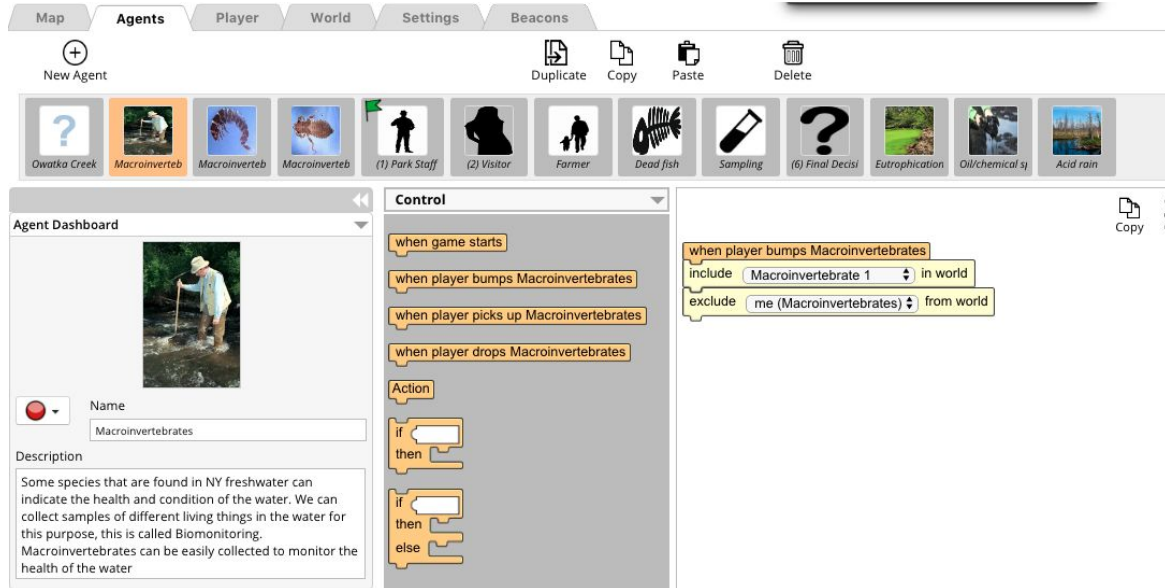 Map Agents Player World Settings Beacons
New Agent Duplicate Copy Paste Delete
?
Owatka Creek Macroinverteb Macroinverteb Macroinverteb (1) Park Staff (2) Visitor Farmer Dead fish Sampling (6) Final Decisi Eutrophication Oil/chemical sp Acid rain
Agent Dashboard
Name
Macroinvertebrates
Description
Some species that are found in NY freshwater can
indicate the health and condition of the water. We can
collect samples of different living things in the water for
this purpose, this is called Biomonitoring.
Macroinvertebrates can be easily collected to monitor the
health of the water
Control
when game starts
when player bumps Macroinvertebrates
when player picks up Macroinvertebrates
when player drops Macroinvertebrates
Action
if
then
if
then
else
Copy
when player bumps Macroinvertebrates
include Macroinvertebrate 1 in world
exclude me (Macroinvertebrates) from world